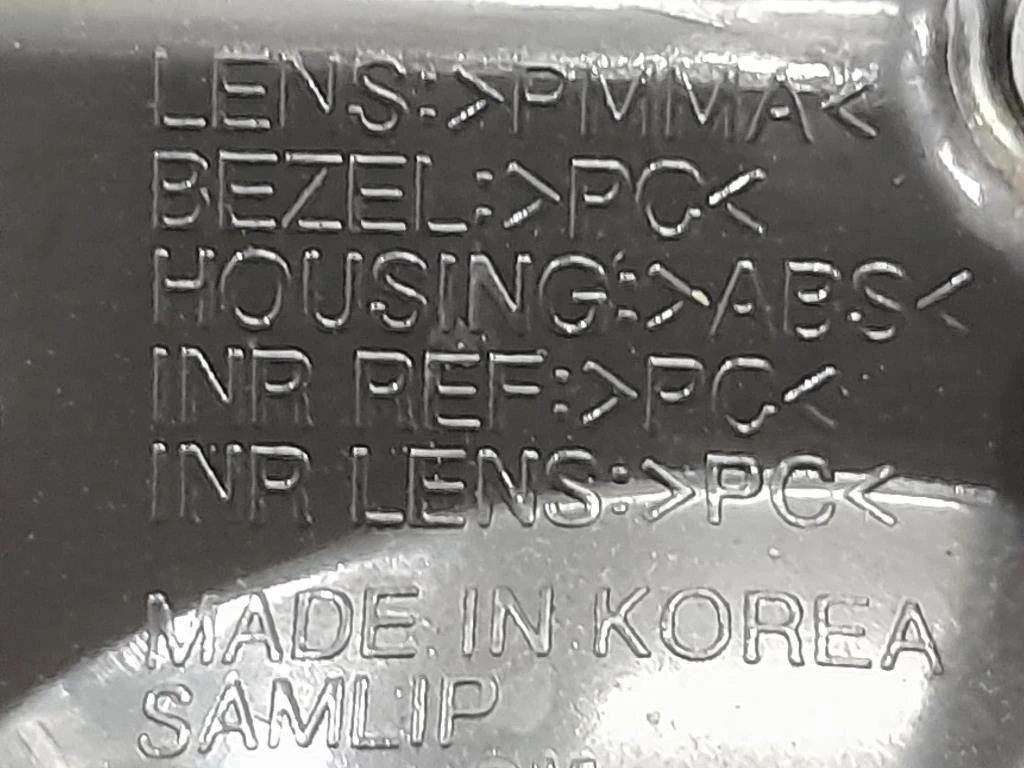 LENS:>PMMA<
BEZEL:>PC<
HOUSING:>ABS<
INR REF:>PC<
INR LENS:>PC<
MADE IN KOREA
SAMLIP